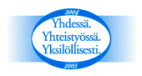 2004
Yhdessä.
Yhteistyössä.
Yksilöllisesti.
2005